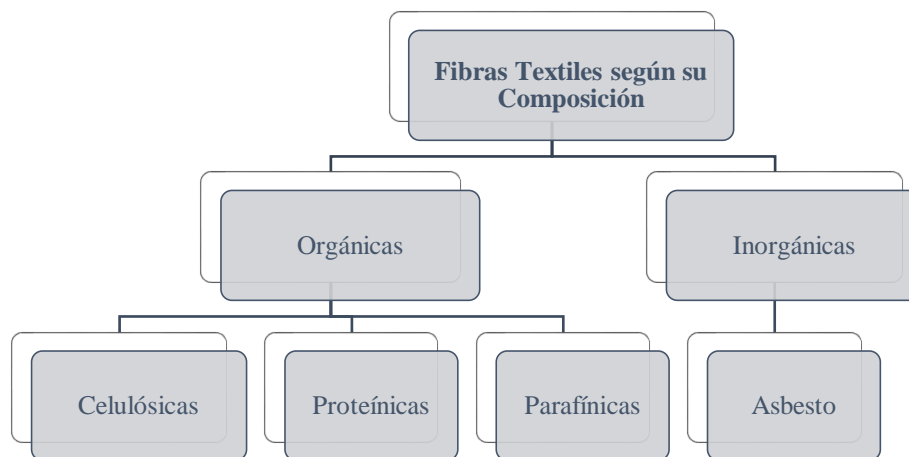 Fibras Textiles según su
Composición
Orgánicas
Inorgánicas
Celulósicas
Proteínicas
Parafínicas
Asbesto